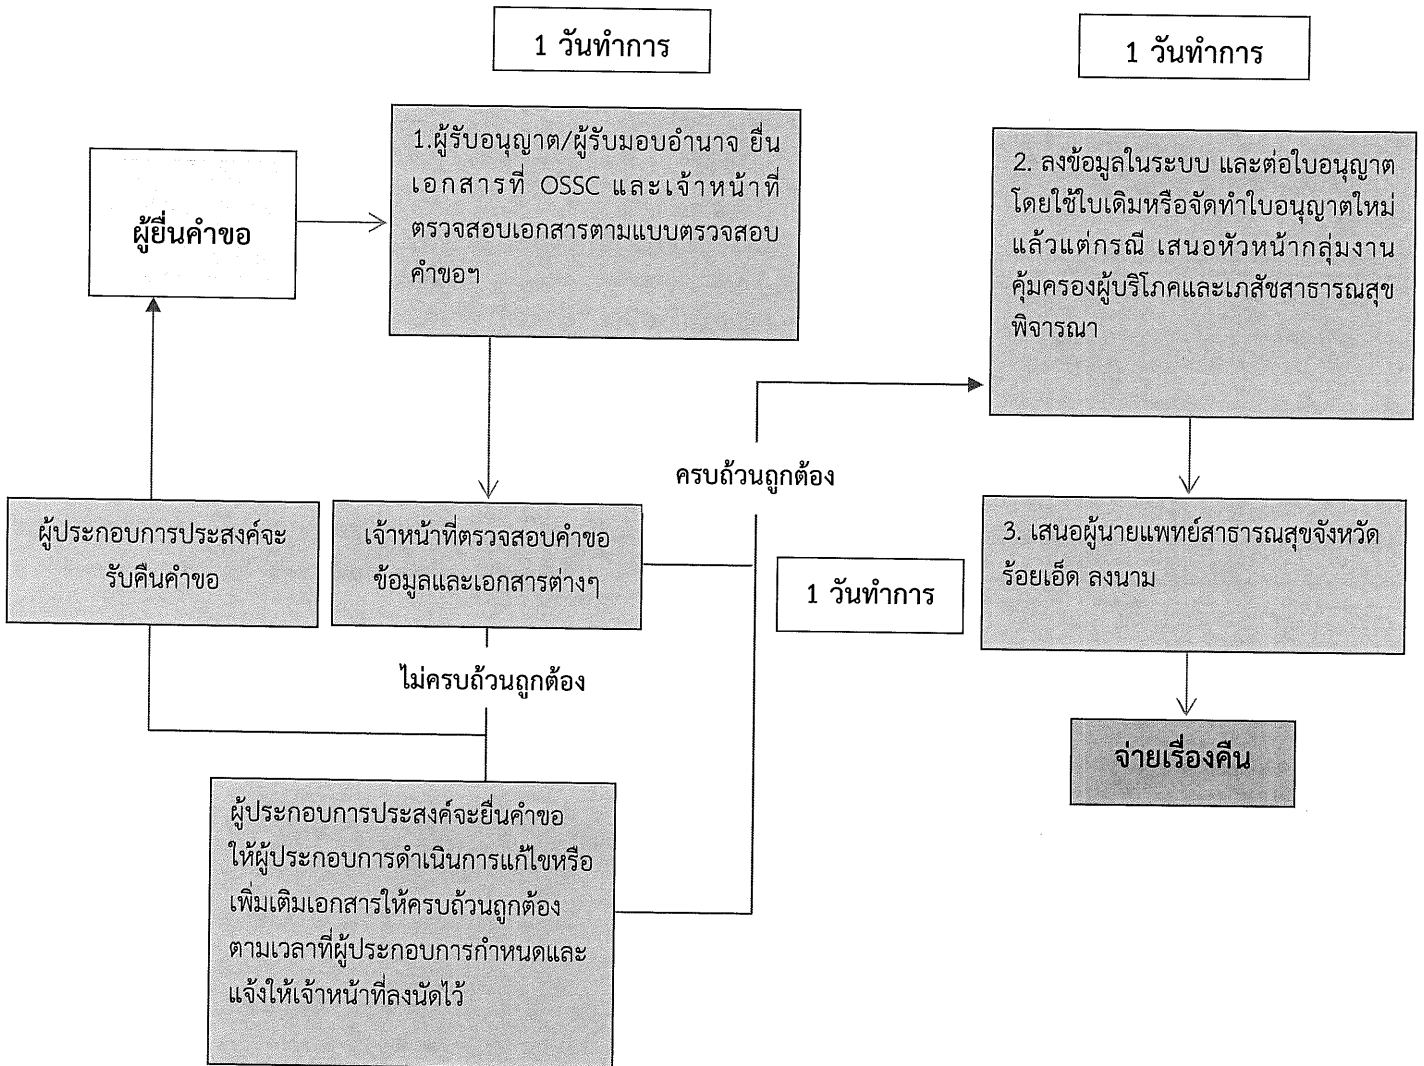 1 วันทำการ
1 วันทำการ
ผู้ยื่นคำขอ
1.ผู้รับอนุญาต/ผู้รับมอบอำนาจ ยื่น
เอกสารที่ OSSC และเจ้าหน้าที่
ตรวจสอบเอกสารตามแบบตรวจสอบ
คำขอฯ
2. ลงข้อมูลในระบบ และต่อใบอนุญาต
โดยใช้ใบเดิมหรือจัดทำใบอนุญาตใหม่
แล้วแต่กรณี เสนอหัวหน้ากลุ่มงาน
คุ้มครองผู้บริโภคและเภสัชสาธารณสุข
พิจารณา
ครบถ้วนถูกต้อง
ผู้ประกอบการประสงค์จะ
รับคืนคำขอ
เจ้าหน้าที่ตรวจสอบคำขอ
ข้อมูลและเอกสารต่างๆ
1 วันทำการ
3. เสนอผู้นายแพทย์สาธารณสุขจังหวัด
ร้อยเอ็ด ลงนาม
ไม่ครบถ้วนถูกต้อง
จ่ายเรื่องคืน
ผู้ประกอบการประสงค์จะยื่นคำขอ
ให้ผู้ประกอบการดำเนินการแก้ไขหรือ
เพิ่มเติมเอกสารให้ครบถ้วนถูกต้อง
ตามเวลาที่ผู้ประกอบการกำหนดและ
แจ้งให้เจ้าหน้าที่ลงนัดไว้